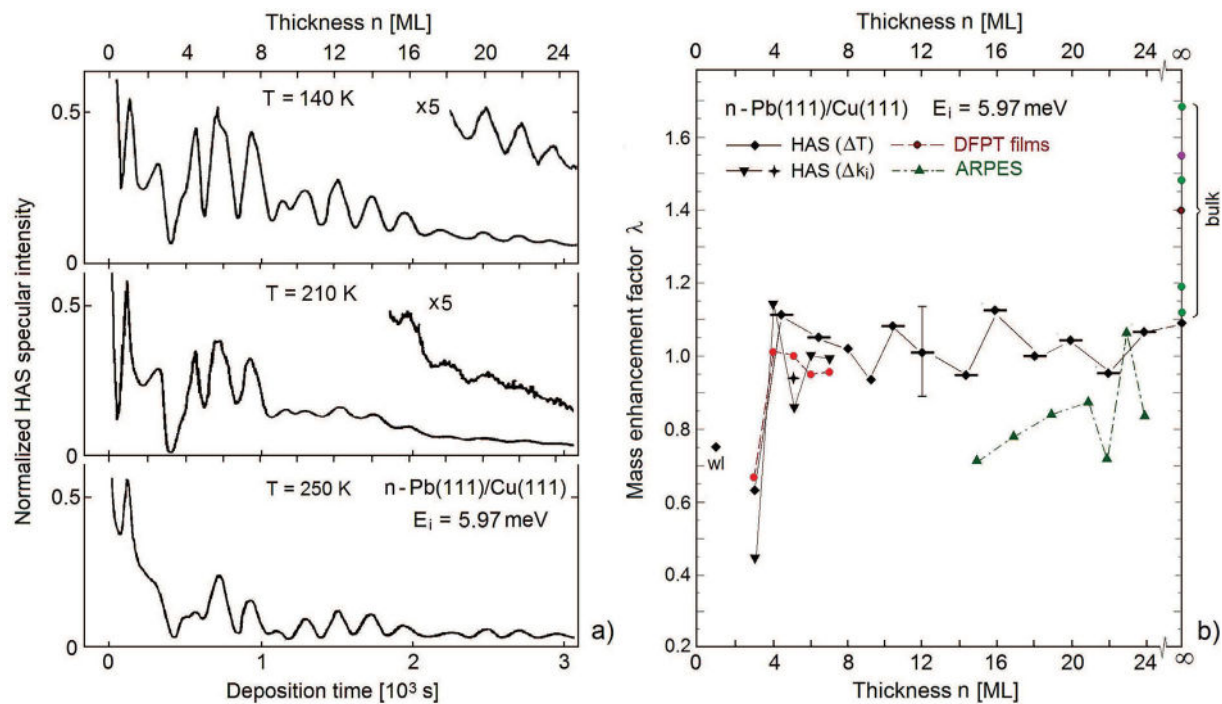 Thickness n [ML]
0 4 6 8 12 16 20 24
T = 140 K
x5
0.5
0
T = 210 K
x5
0.5
0
T = 250 K
n-Pb(111)/Cu(111)
E_i = 5.97 meV
0.5
0
0 1 2 3
Deposition time [10³ s]
Normalized HAS specular intensity
a)
Thickness n [ML]
0 4 8 12 16 20 24 ∞
n-Pb(111)/Cu(111) E_i = 5.97 meV
HAS (ΔT) DFPT films
HAS (Δk_i) ARPES
1.6
1.4
1.2
1.0
0.8
0.6
0.4
0.2
Mass enhancement factor λ
wl
bulk
b)
0 4 8 12 16 20 24 ∞
Thickness n [ML]